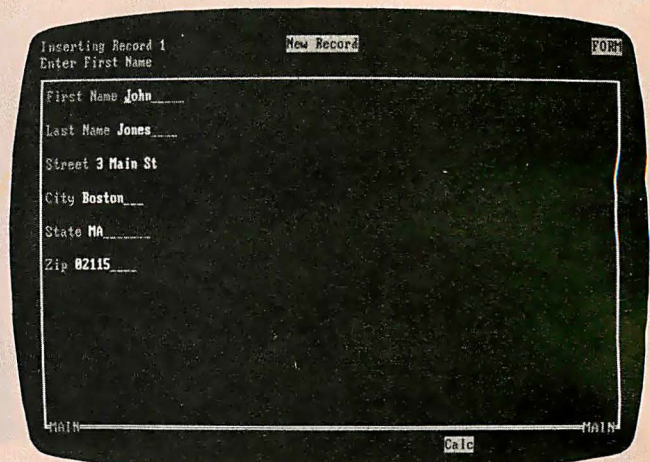 Inserting Record 1 New Record FORM
Enter First Name
First Name John
Last Name Jones
Street 3 Main St
City Boston
State MA
Zip 02115
MAIN MAIN
Calc